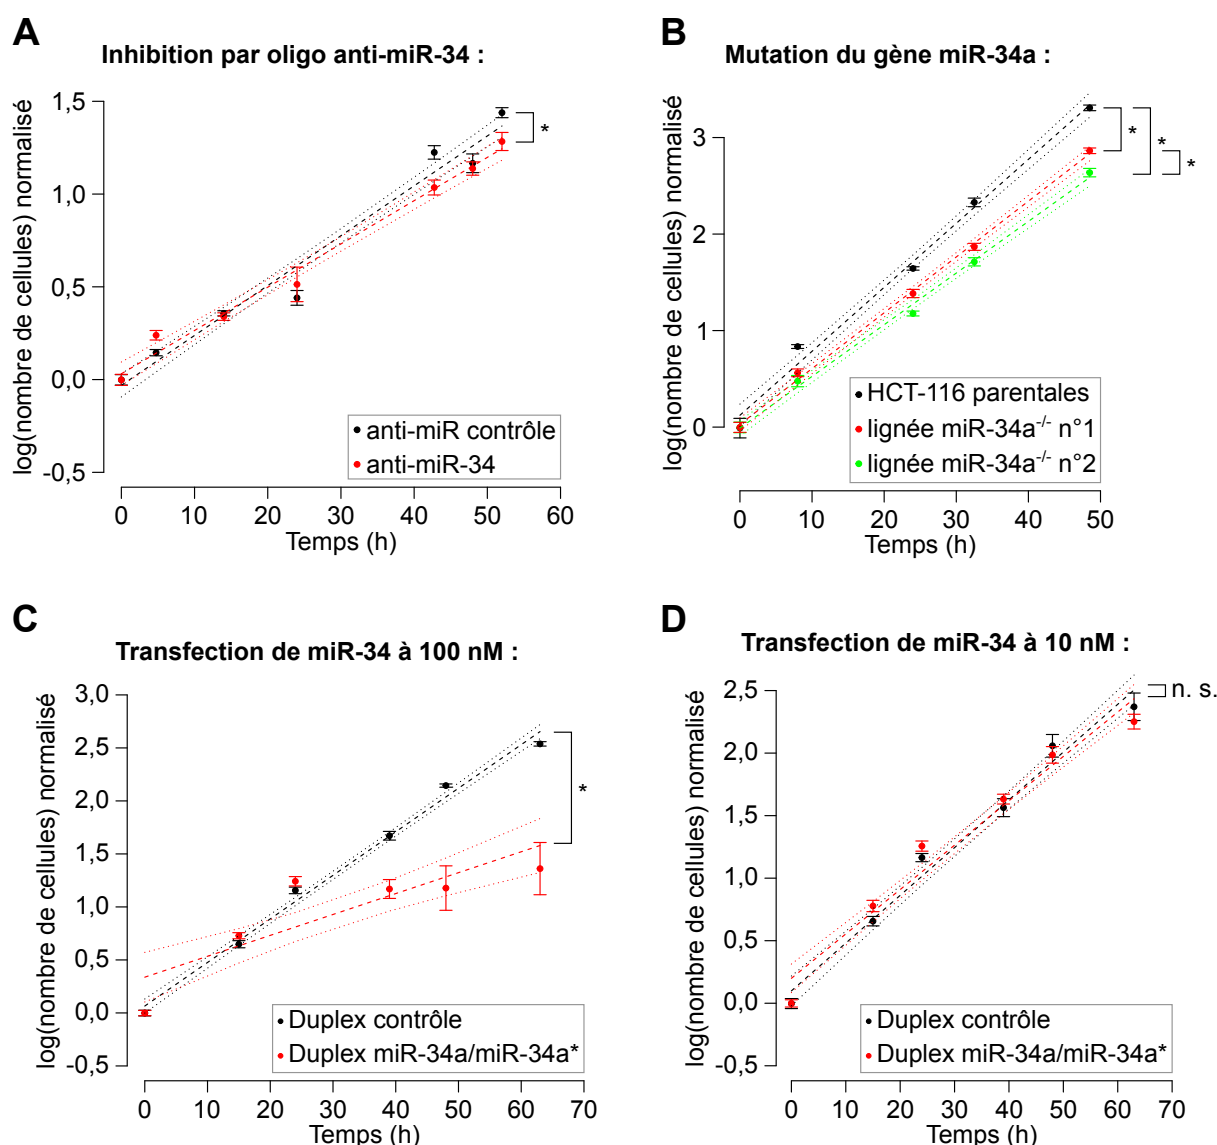 A
Inhibition par oligo anti-miR-34 :
log(nombre de cellules) normalisé
1,5
1,0
0,5
0,0
-0,5
*
anti-miR contrôle
anti-miR-34
0 10 20 30 40 50 60
Temps (h)
B
Mutation du gène miR-34a :
log(nombre de cellules) normalisé
3
2
1
0
* * *
HCT-116 parentales
lignée miR-34a-/- n°1
lignée miR-34a-/- n°2
0 10 20 30 40 50
Temps (h)
C
Transfection de miR-34 à 100 nM :
log(nombre de cellules) normalisé
3,0
2,5
2,0
1,5
1,0
0,5
0,0
-0,5
*
Duplex contrôle
Duplex miR-34a/miR-34a*
0 10 20 30 40 50 60 70
Temps (h)
D
Transfection de miR-34 à 10 nM :
log(nombre de cellules) normalisé
2,5
2,0
1,5
1,0
0,5
0,0
-0,5
n. s.
Duplex contrôle
Duplex miR-34a/miR-34a*
0 10 20 30 40 50 60 70
Temps (h)